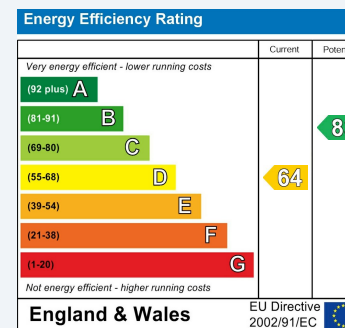 Energy Efficiency Rating
Current
Very energy efficient - lower running costs
(92 plus) A
(81-91) B
(69-80) C
(55-68) D 64
(39-54) E
(21-38) F
(1-20) G
Not energy efficient - higher running costs
England & Wales
EU Directive
2002/91/EC